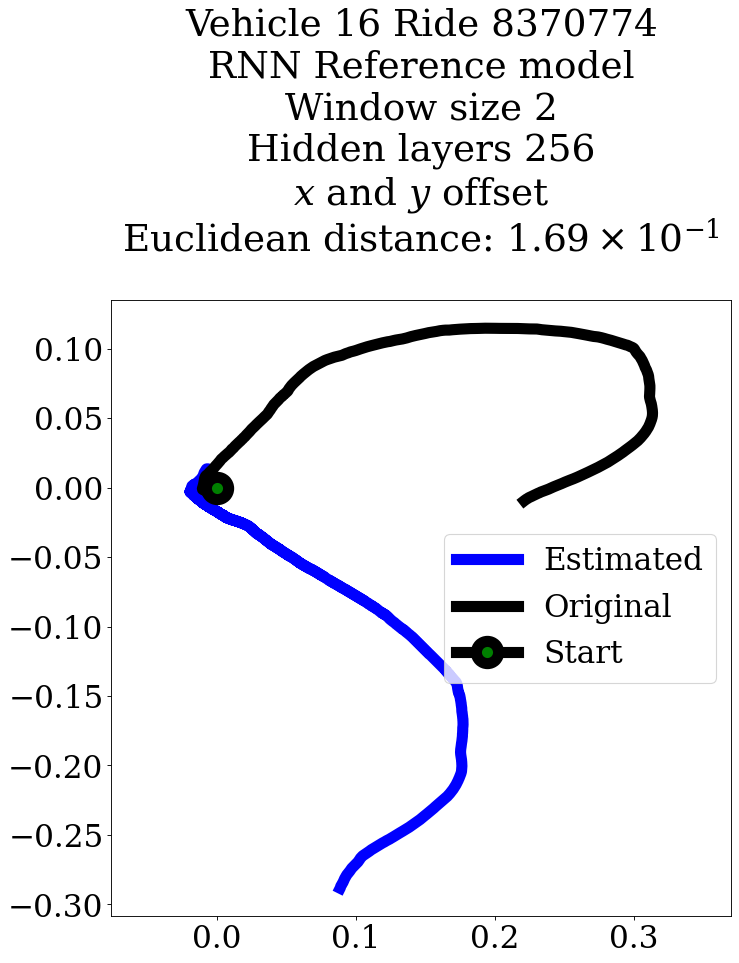 Vehicle 16 Ride 8370774
RNN Reference model
Window size 2
Hidden layers 256
x and y offset
Euclidean distance: 1.69 × 10⁻¹
0.10
0.05
0.00
−0.05
−0.10
−0.15
−0.20
−0.25
−0.30
Estimated
Original
Start
0.0 0.1 0.2 0.3